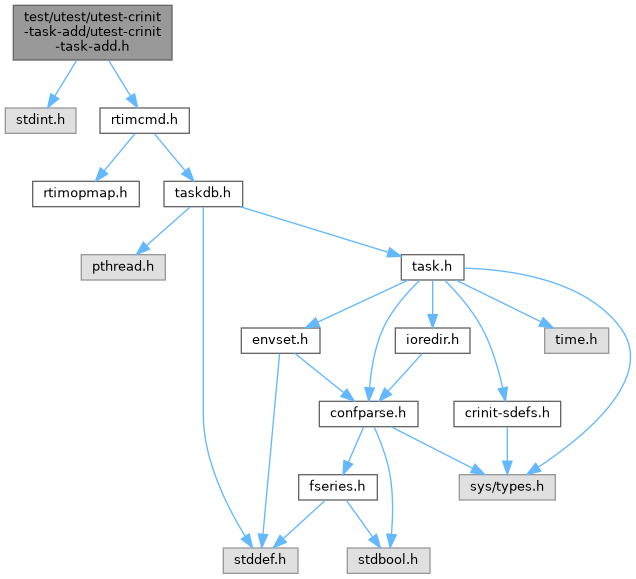 test/utest/utest-crinit
-task-add/utest-crinit
-task-add.h
stdint.h
rtimcmd.h
rtimopmap.h
taskdb.h
pthread.h
task.h
envset.h
ioredir.h
time.h
confparse.h
crinit-sdefs.h
fseries.h
sys/types.h
stddef.h
stdbool.h